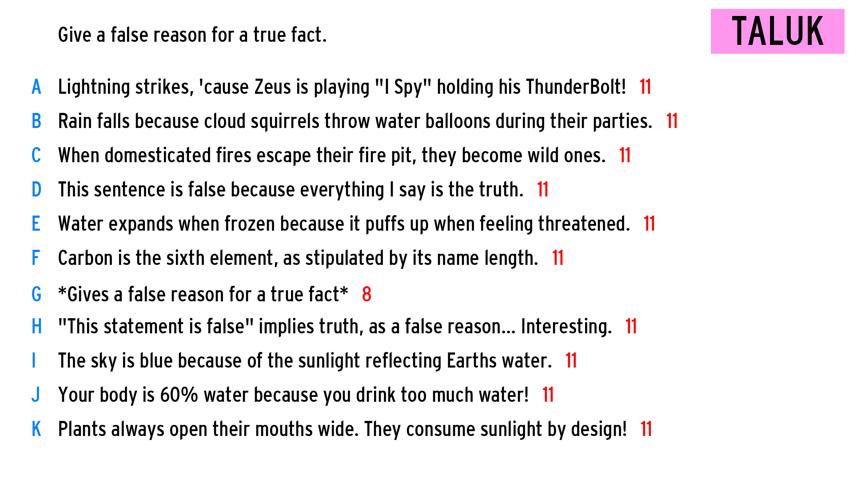 Give a false reason for a true fact.
TALUK
A Lightning strikes, 'cause Zeus is playing "I Spy" holding his ThunderBolt! 11
B Rain falls because cloud squirrels throw water balloons during their parties. 11
C When domesticated fires escape their fire pit, they become wild ones. 11
D This sentence is false because everything I say is the truth. 11
E Water expands when frozen because it puffs up when feeling threatened. 11
F Carbon is the sixth element, as stipulated by its name length. 11
G *Gives a false reason for a true fact* 8
H "This statement is false" implies truth, as a false reason... Interesting. 11
I The sky is blue because of the sunlight reflecting Earths water. 11
J Your body is 60% water because you drink too much water! 11
K Plants always open their mouths wide. They consume sunlight by design! 11